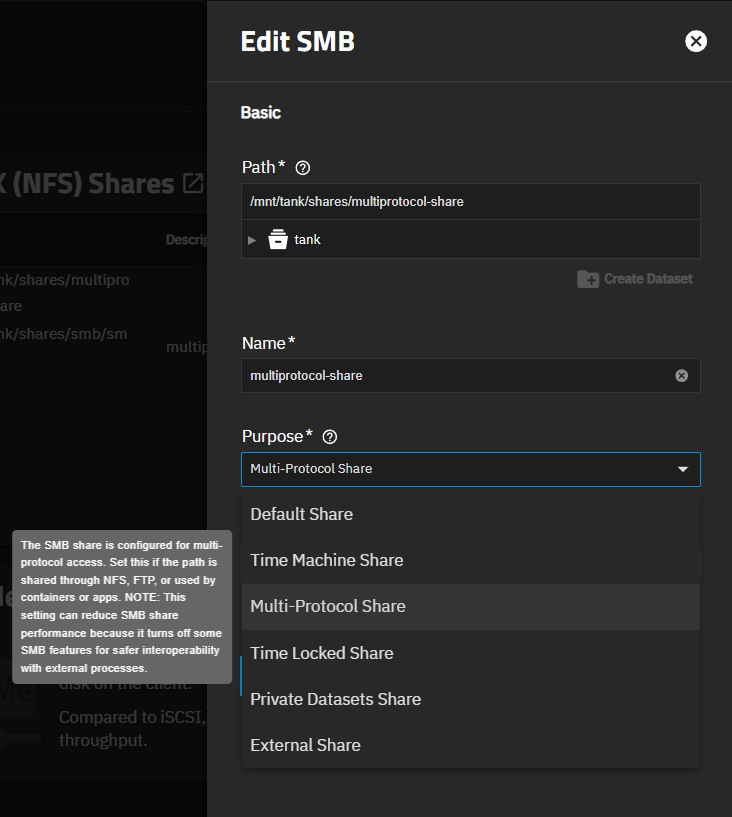 Edit SMB
Basic
Path*
/mnt/tank/shares/multiprotocol-share
tank
Create Dataset
Name*
multiprotocol-share
Purpose*
Multi-Protocol Share
Default Share
Time Machine Share
Multi-Protocol Share
Time Locked Share
Private Datasets Share
External Share
(NFS) Shares
Descrip
nk/shares/multipro
are
nk/shares/smb/sm
multip
The SMB share is configured for multi-
protocol access. Set this if the path is
shared through NFS, FTP, or used by
containers or apps. NOTE: This
setting can reduce SMB share
performance because it turns off some
SMB features for safer interoperability
with external processes.
disk on the client.
Compared to iSCSI,
throughput.